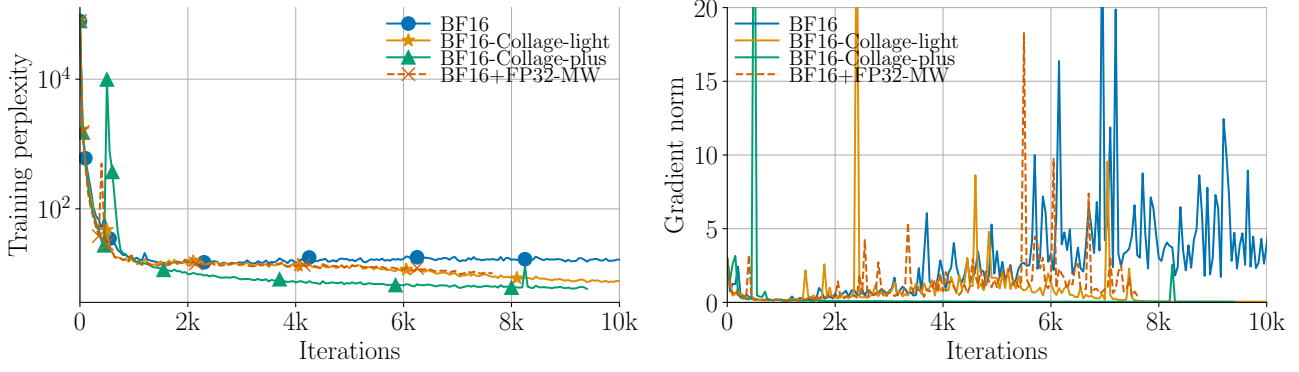 BF16
BF16-Collage-light
BF16-Collage-plus
BF16+FP32-MW
10^4
10^2
Training perplexity
0
2k
4k
6k
8k
10k
Iterations
BF16
BF16-Collage-light
BF16-Collage-plus
BF16+FP32-MW
20
15
10
5
0
Gradient norm
0
2k
4k
6k
8k
10k
Iterations